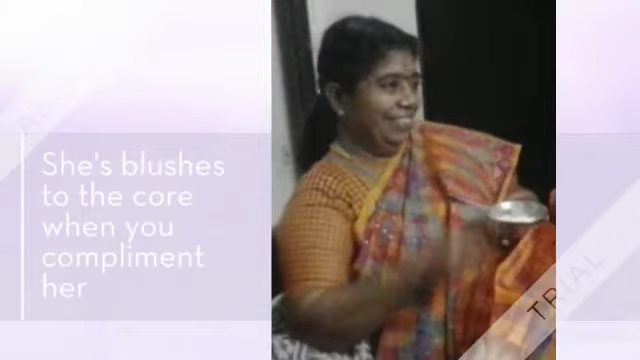 She's blushes
to the core
when you
compliment
her
TRIAL